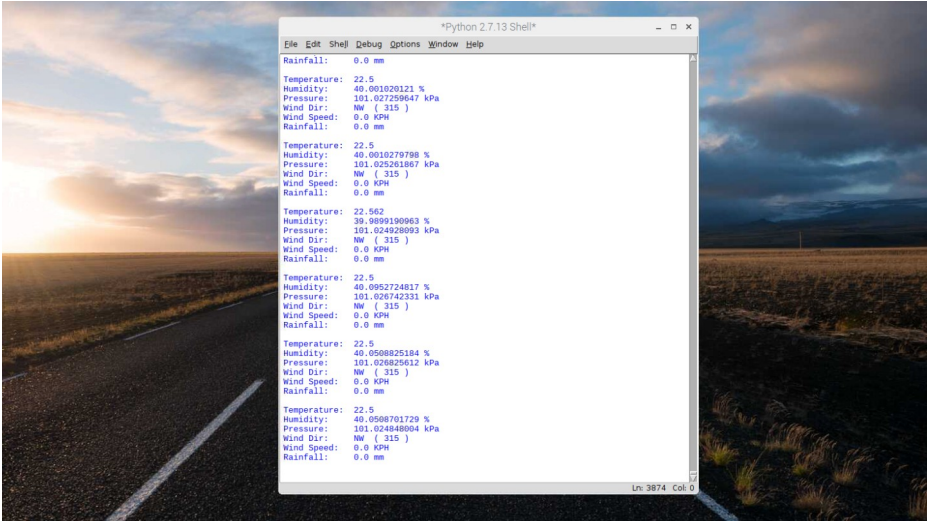 *Python 2.7.13 Shell*
File Edit Shell Debug Options Window Help
Rainfall: 0.0 mm
Temperature: 22.5
Humidity: 40.001020121 %
Pressure: 101.027259647 kPa
Wind Dir: NW ( 315 )
Wind Speed: 0.0 KPH
Rainfall: 0.0 mm
Temperature: 22.5
Humidity: 40.0010279798 %
Pressure: 101.025261867 kPa
Wind Dir: NW ( 315 )
Wind Speed: 0.0 KPH
Rainfall: 0.0 mm
Temperature: 22.562
Humidity: 39.9899190963 %
Pressure: 101.024928093 kPa
Wind Dir: NW ( 315 )
Wind Speed: 0.0 KPH
Rainfall: 0.0 mm
Temperature: 22.5
Humidity: 40.0952724817 %
Pressure: 101.026742331 kPa
Wind Dir: NW ( 315 )
Wind Speed: 0.0 KPH
Rainfall: 0.0 mm
Temperature: 22.5
Humidity: 40.0508825184 %
Pressure: 101.026825612 kPa
Wind Dir: NW ( 315 )
Wind Speed: 0.0 KPH
Rainfall: 0.0 mm
Temperature: 22.5
Humidity: 40.0508701729 %
Pressure: 101.024848004 kPa
Wind Dir: NW ( 315 )
Wind Speed: 0.0 KPH
Rainfall: 0.0 mm
Ln: 3874 Col: 0